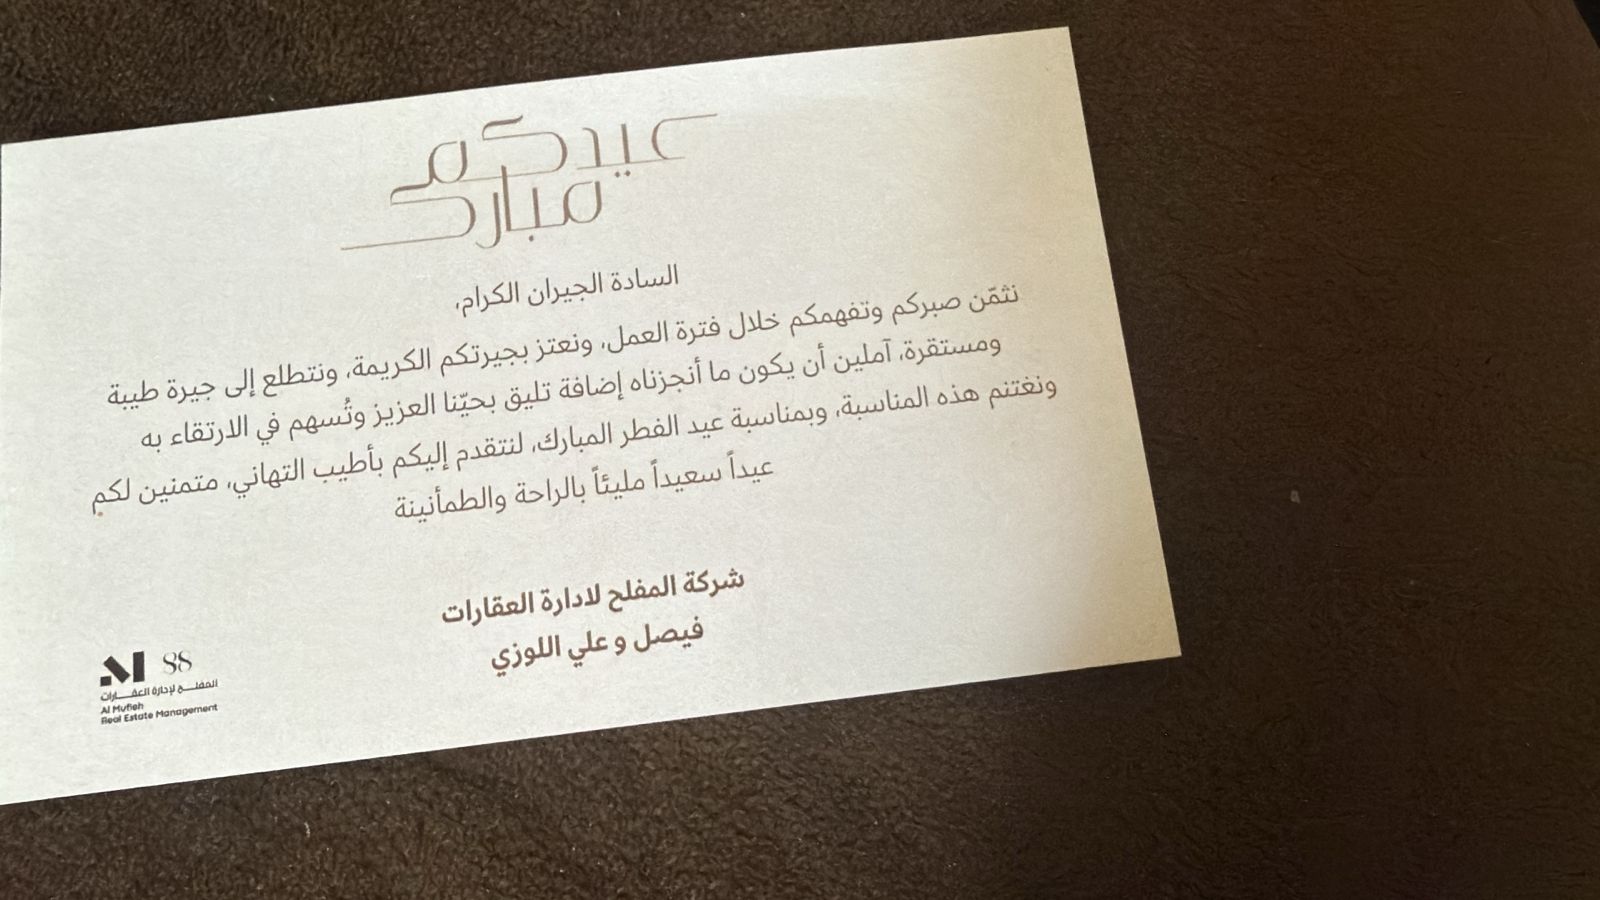 عيدكم
مبارك
السادة الجيران الكرام،
نثمّن صبركم وتفهمكم خلال فترة العمل، ونعتز بجيرتكم الكريمة، ونتطلع إلى جيرة طيبة
ومستقرة، آملين أن يكون ما أنجزناه إضافة تليق بحيّنا العزيز وتُسهم في الارتقاء به
ونغتنم هذه المناسبة، وبمناسبة عيد الفطر المبارك، لنتقدم إليكم بأطيب التهاني، متمنين لكم
عيداً سعيداً مليئاً بالراحة والطمأنينة
شركة المفلح لادارة العقارات
فيصل و علي اللوزي
88
المفلح لإدارة العقارات
Al Mufleh
Real Estate Management